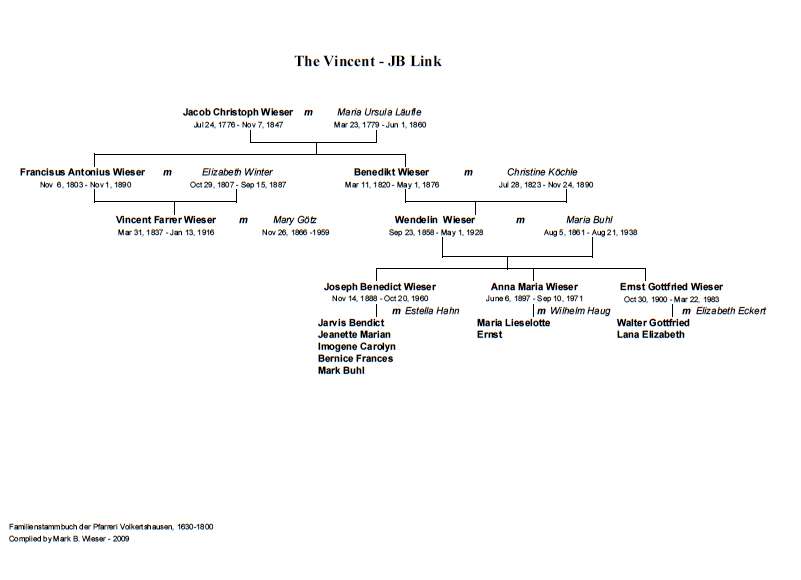 The Vincent - JB Link
Jacob Christoph Wieser m Maria Ursula Läufle
Jul 24, 1776 - Nov 7, 1847 Mar 23, 1779 - Jun 1, 1860
Francisus Antonius Wieser m Elizabeth Winter Benedikt Wieser m Christine Köchle
Nov 6, 1803 - Nov 1, 1890 Oct 29, 1807 - Sep 15, 1887 Mar 11, 1820 - May 1, 1876 Jul 28, 1823 - Nov 24, 1890
Vincent Farrer Wieser m Mary Götz Wendelin Wieser m Maria Buhl
Mar 31, 1837 - Jan 13, 1916 Nov 26, 1866 -1959 Sep 23, 1858 - May 1, 1928 Aug 5, 1861 - Aug 21, 1938
Joseph Benedict Wieser Anna Maria Wieser Ernst Gottfried Wieser
Nov 14, 1888 - Oct 20, 1960 June 6, 1897 - Sep 10, 1971 Oct 30, 1900 - Mar 22, 1983
m Estella Hahn m Wilhelm Haug m Elizabeth Eckert
Jarvis Bendict Maria Lieselotte Walter Gottfried
Jeanette Marian Ernst Lana Elizabeth
Imogene Carolyn
Bernice Frances
Mark Buhl
Familienstammbuch der Pfarreri Volkertshausen, 1630-1800
Complied by Mark B. Wieser - 2009